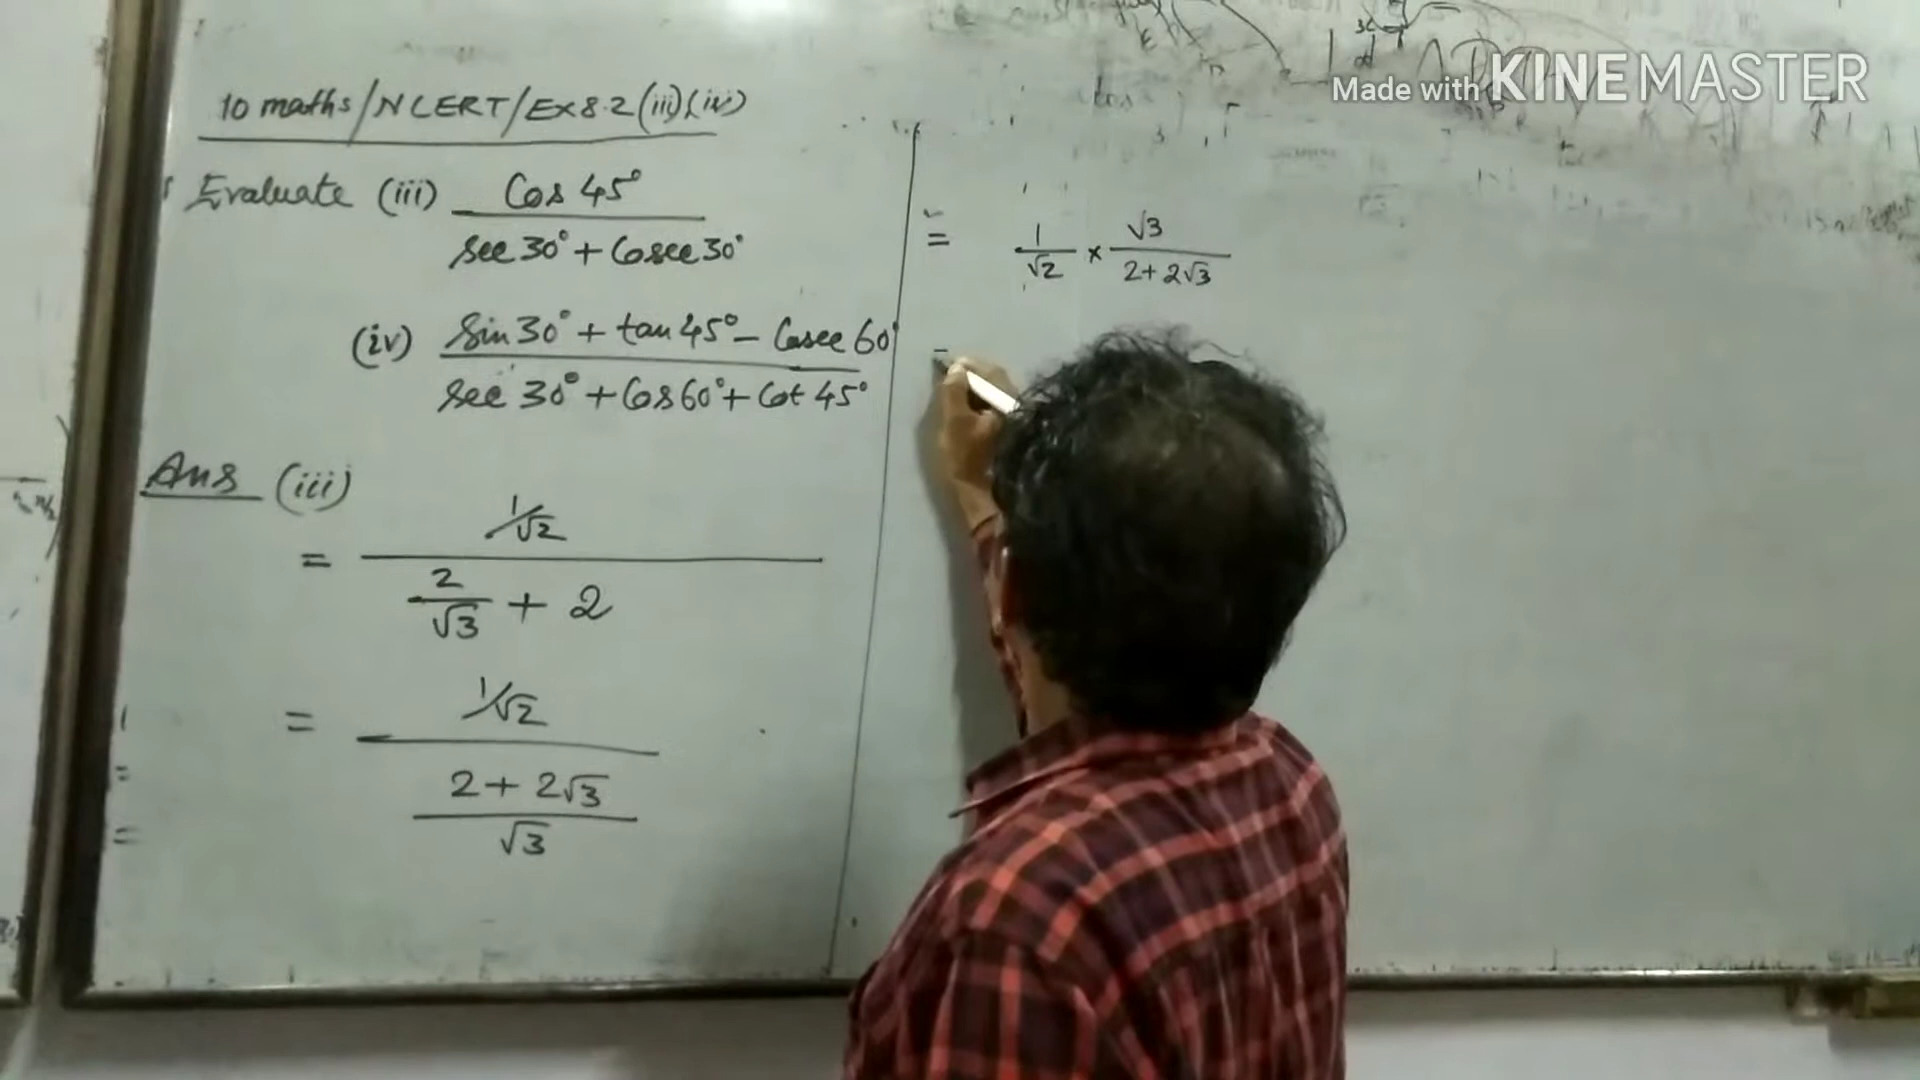 10 maths/NCERT/EX8.2(iii)(iv)
Evaluate (iii) Cos 45° / sec 30° + Cosec 30°
(iv) Sin 30° + tan 45° - Cosec 60° / Sec 30° + Cos 60° + Cot 45°
Ans (iii)
= 1/√2 / 2/√3 + 2
= 1/√2 / 2 + 2√3 / √3
= 1/√2 × √3 / 2 + 2√3
=
Made with KINEMASTER